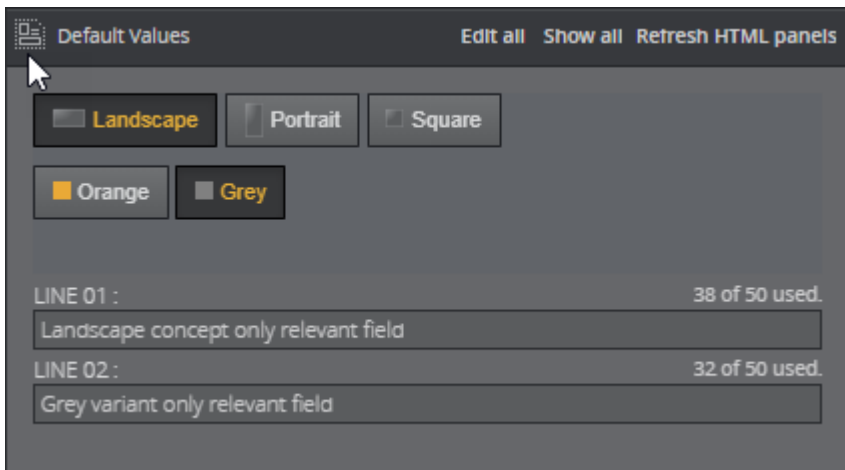 Default Values Edit all Show all Refresh HTML panels
Landscape Portrait Square
Orange Grey
LINE 01 : 38 of 50 used.
Landscape concept only relevant field
LINE 02 : 32 of 50 used.
Grey variant only relevant field